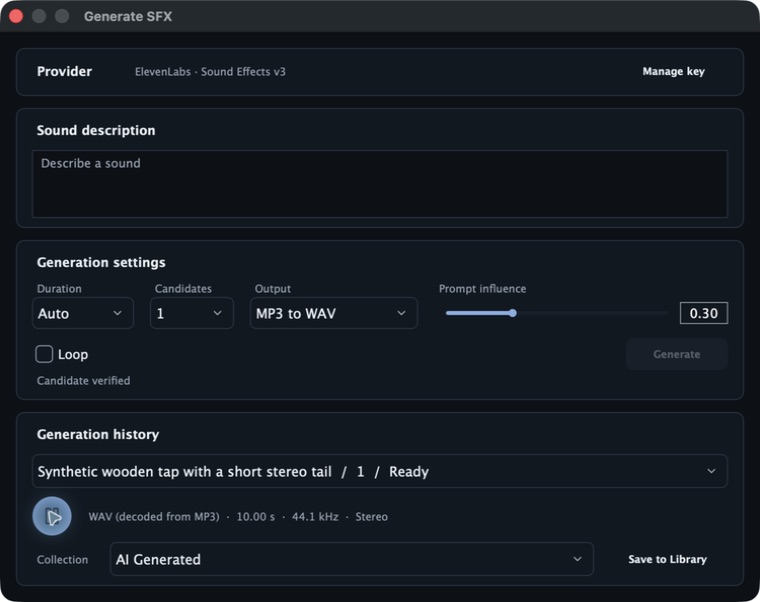 Generate SFX
Provider ElevenLabs · Sound Effects v3 Manage key
Sound description
Describe a sound
Generation settings
Duration Candidates Output Prompt influence
Auto 1 MP3 to WAV 0.30
Loop Generate
Candidate verified
Generation history
Synthetic wooden tap with a short stereo tail / 1 / Ready
WAV (decoded from MP3) · 10.00 s · 44.1 kHz · Stereo
Collection AI Generated Save to Library